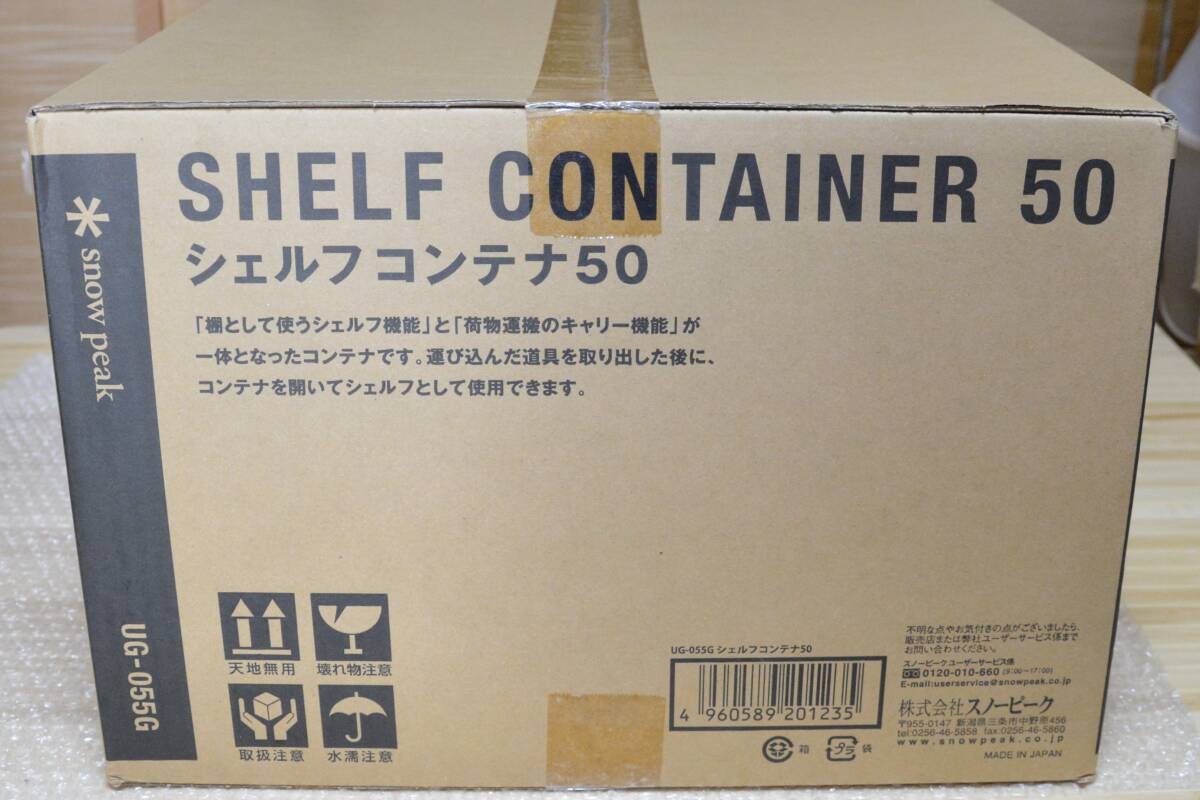 SHELF CONTAINER 50
シェルフコンテナ50
「棚として使うシェルフ機能」と「荷物運搬のキャリー機能」が
一体となったコンテナです。運び込んだ道具を取り出した後に、
コンテナを開いてシェルフとして使用できます。
snow peak
UG-055G
天地無用
壊れ物注意
取扱注意
水濡注意
UG-055G シェルフコンテナ50
4 960589 201235
箱
プラ
袋
不明な点やお気付きの点がございましたら、
販売店または弊社ユーザーサービス係まで
お問い合わせください。
スノーピークユーザーサービス係
0120-010-660 (9:00〜17:00)
E-mail:userservice@snowpeak.co.jp
株式会社スノーピーク
〒955-0147 新潟県三条市中野原456
tel:0256-46-5858 fax:0256-46-5860
www.snowpeak.co.jp
MADE IN JAPAN